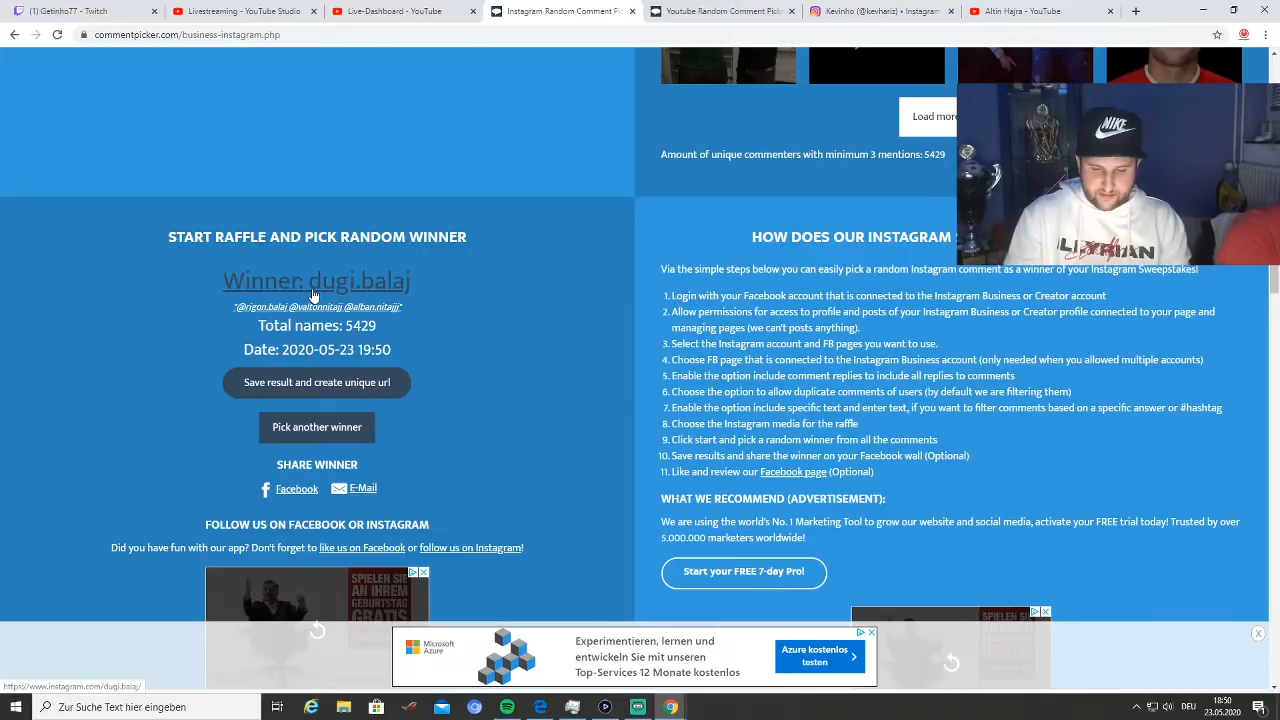 (1) Getinho77 - Twitch
Livestreaming - YouTube Studio
Live-Dashboard - YouTube
Instagram Random Comment Pi
Youtube Random Comment Pick
Kevinho (@kevhariz) • Instagram
Altin Hajra - YouTube
commentpicker.com/business-instagram.php
Load more
Amount of unique commenters with minimum 3 mentions: 5429
START RAFFLE AND PICK RANDOM WINNER
Winner: dugi.balaj
"@rigon.balaj @valtonnitajj @alban.nitajjj"
Total names: 5429
Date: 2020-05-23 19:50
Save result and create unique url
Pick another winner
SHARE WINNER
Facebook
E-Mail
FOLLOW US ON FACEBOOK OR INSTAGRAM
Did you have fun with our app? Don't forget to like us on Facebook or follow us on Instagram!
SPIELEN SIE
AN IHREM
GEBURTSTAG
GRATIS
HOW DOES OUR INSTAGRAM
NIKE
Via the simple steps below you can easily pick a random Instagram comment as a winner of your Instagram Sweepstakes!
1. Login with your Facebook account that is connected to the Instagram Business or Creator account
2. Allow permissions for access to profile and posts of your Instagram Business or Creator profile connected to your page and
managing pages (we can't posts anything).
3. Select the Instagram account and FB pages you want to use.
4. Choose FB page that is connected to the Instagram Business account (only needed when you allowed multiple accounts)
5. Enable the option include comment replies to include all replies to comments
6. Choose the option to allow duplicate comments of users (by default we are filtering them)
7. Enable the option include specific text and enter text, if you want to filter comments based on a specific answer or #hashtag
8. Choose the Instagram media for the raffle
9. Click start and pick a random winner from all the comments
10. Save results and share the winner on your Facebook wall (Optional)
11. Like and review our Facebook page (Optional)
WHAT WE RECOMMEND (ADVERTISEMENT):
We are using the world's No. 1 Marketing Tool to grow our website and social media, activate your FREE trial today! Trusted by over
5.000.000 marketers worldwide!
Start your FREE 7-day Pro!
Microsoft
Azure
Experimentieren, lernen und
entwickeln Sie mit unseren
Top-Services 12 Monate kostenlos
Azure kostenlos
testen
https://www.instagram.com/dugi.balaj/
Zur Suche Text hier eingeben
DEU
18:50
23.05.2020